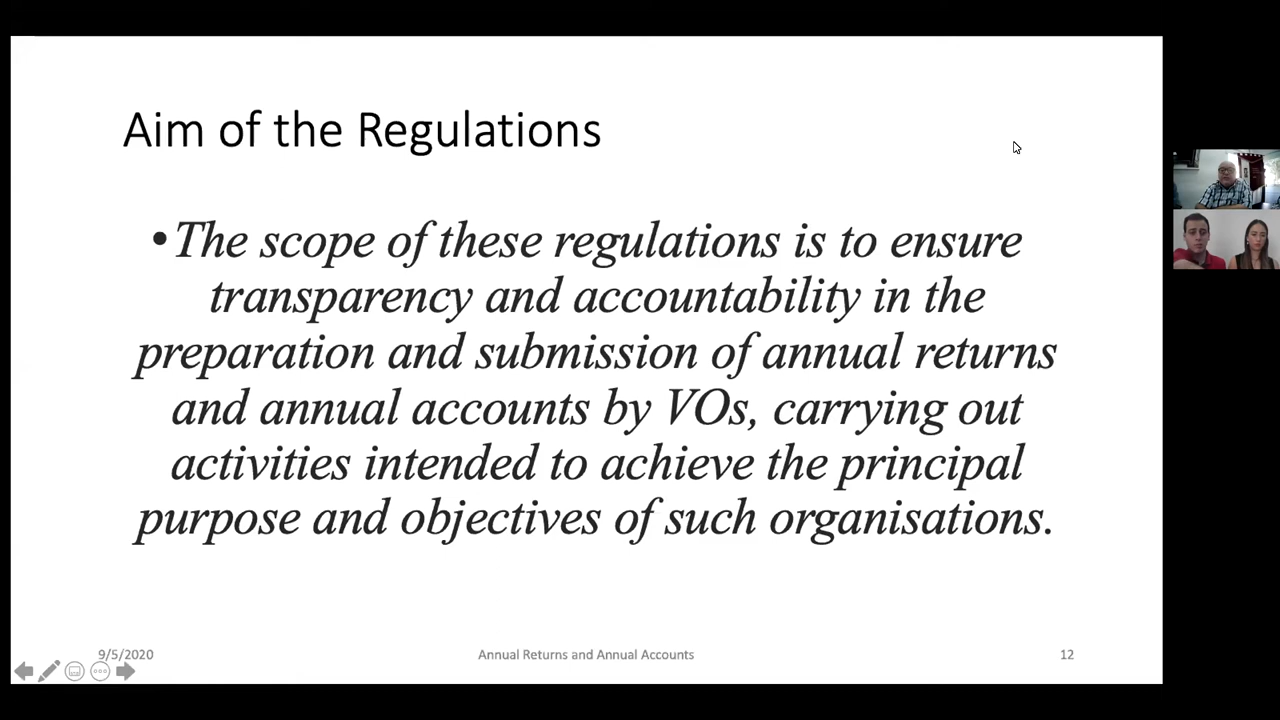 Aim of the Regulations
•The scope of these regulations is to ensure
transparency and accountability in the
preparation and submission of annual returns
and annual accounts by VOs, carrying out
activities intended to achieve the principal
purpose and objectives of such organisations.
9/5/2020
Annual Returns and Annual Accounts
12